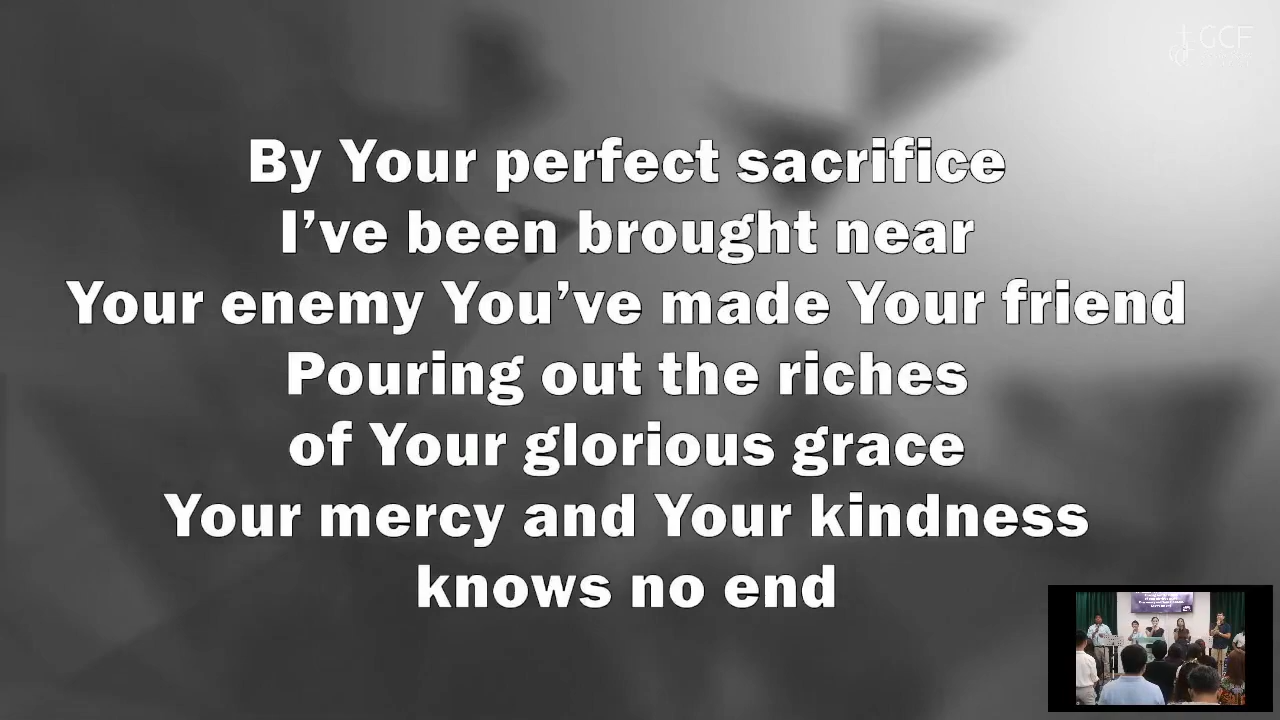 GCF
By Your perfect sacrifice
I’ve been brought near
Your enemy You’ve made Your friend
Pouring out the riches
of Your glorious grace
Your mercy and Your kindness
knows no end